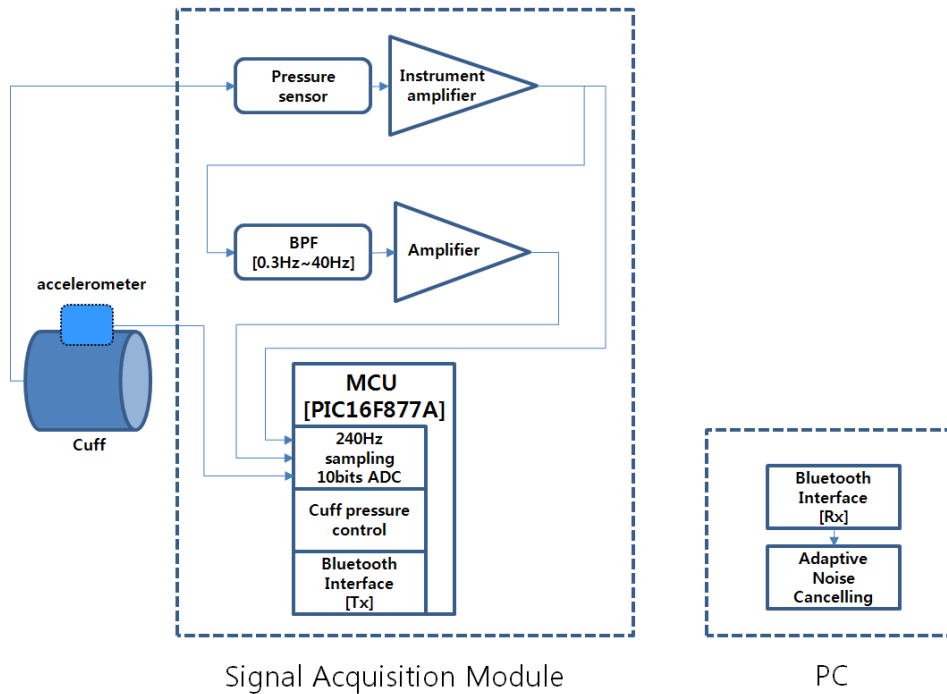 Pressure
sensor
Instrument
amplifier
BPF
[0.3Hz~40Hz]
Amplifier
accelerometer
Cuff
MCU
[PIC16F877A]
240Hz
sampling
10bits ADC
Cuff pressure
control
Bluetooth
Interface
[Tx]
Bluetooth
Interface
[Rx]
Adaptive
Noise
Cancelling
Signal Acquisition Module
PC